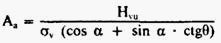 Aₐ = Hᵥᵤ / σᵥ (cos α + sin α · ctgθ)